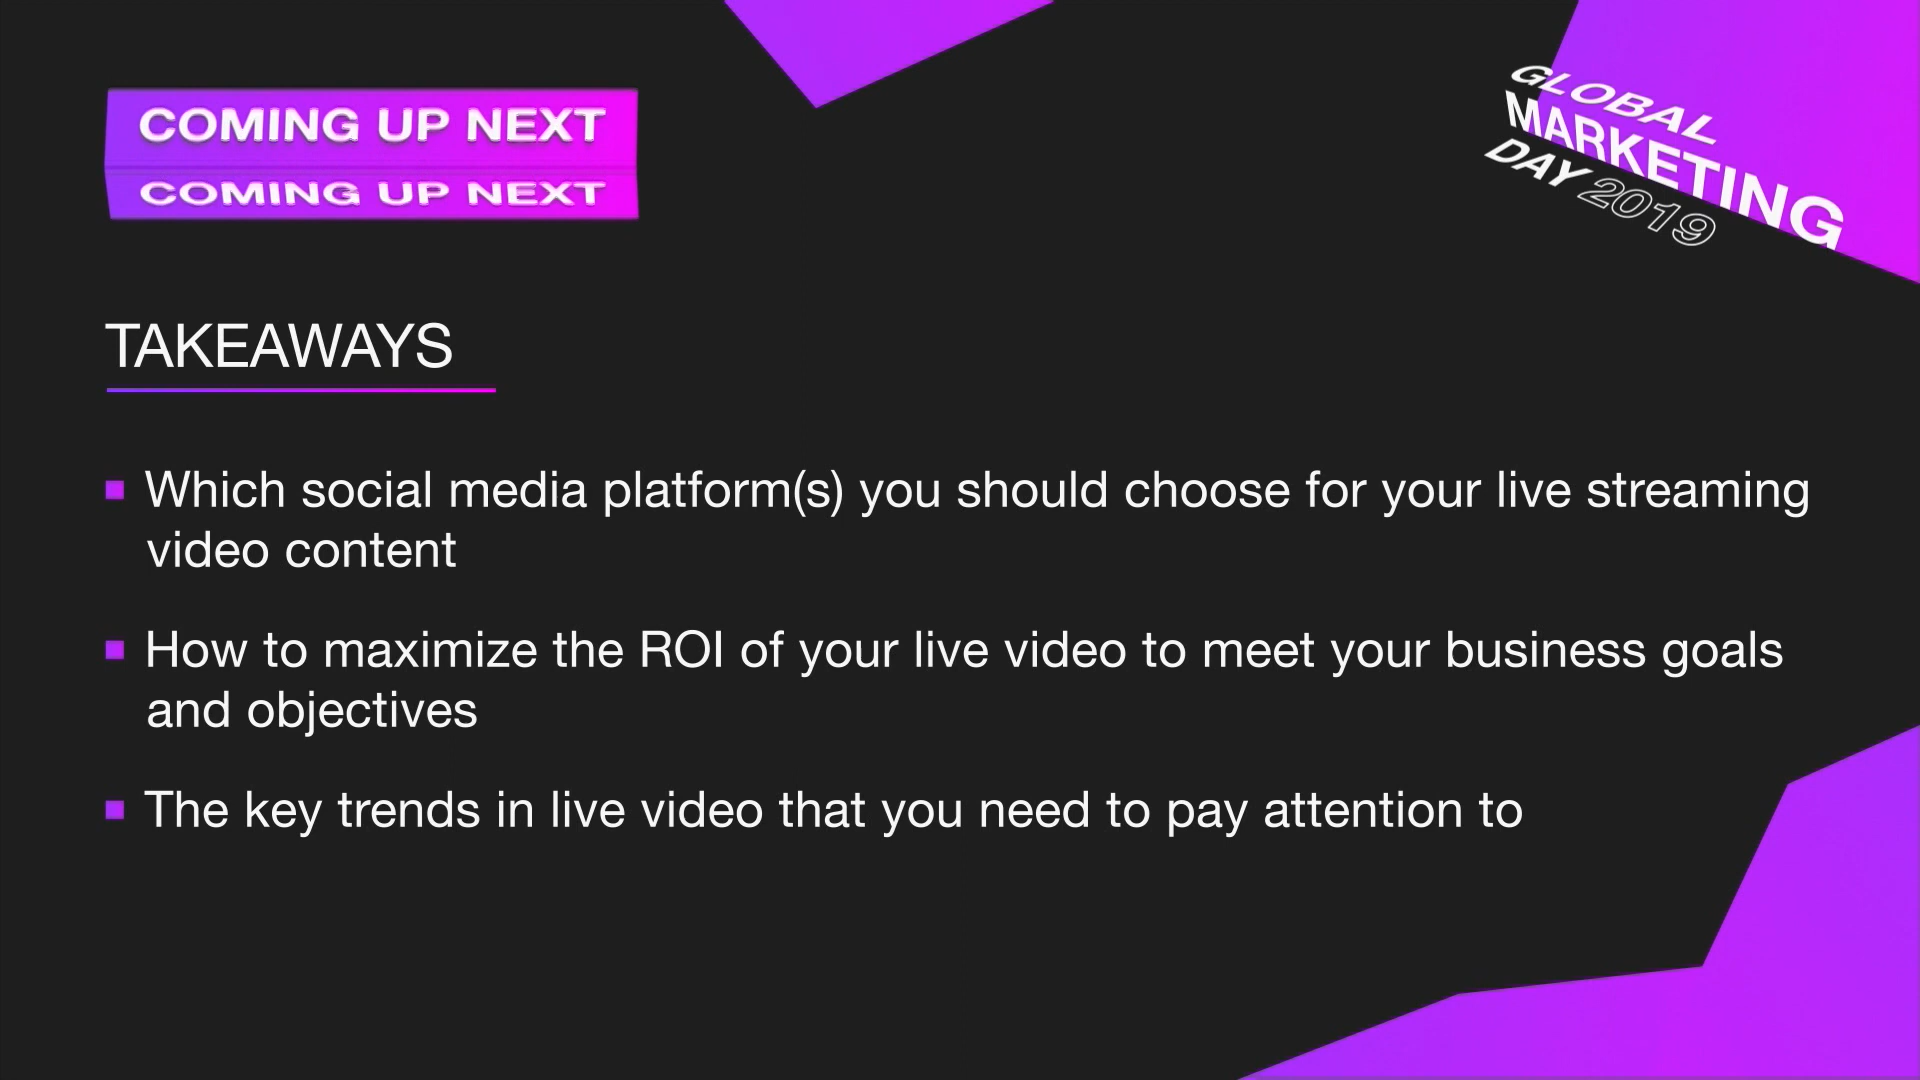 COMING UP NEXT
COMING UP NEXT
GLOBAL
MARKETING
DAY 2019
TAKEAWAYS
Which social media platform(s) you should choose for your live streaming
video content
How to maximize the ROI of your live video to meet your business goals
and objectives
The key trends in live video that you need to pay attention to